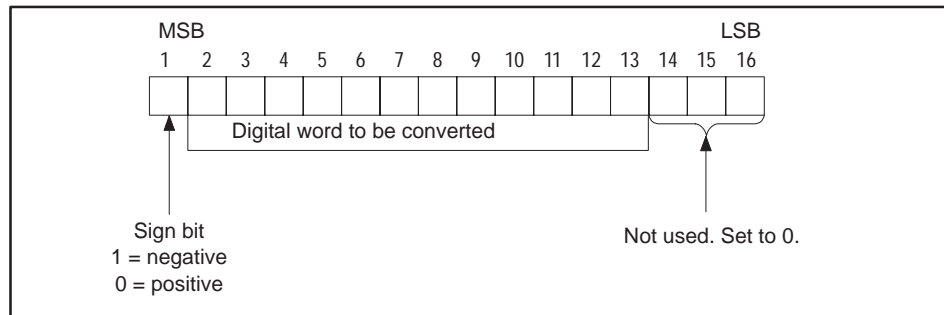 MSB LSB
1 2 3 4 5 6 7 8 9 10 11 12 13 14 15 16
Digital word to be converted
Sign bit
1 = negative
0 = positive
Not used. Set to 0.